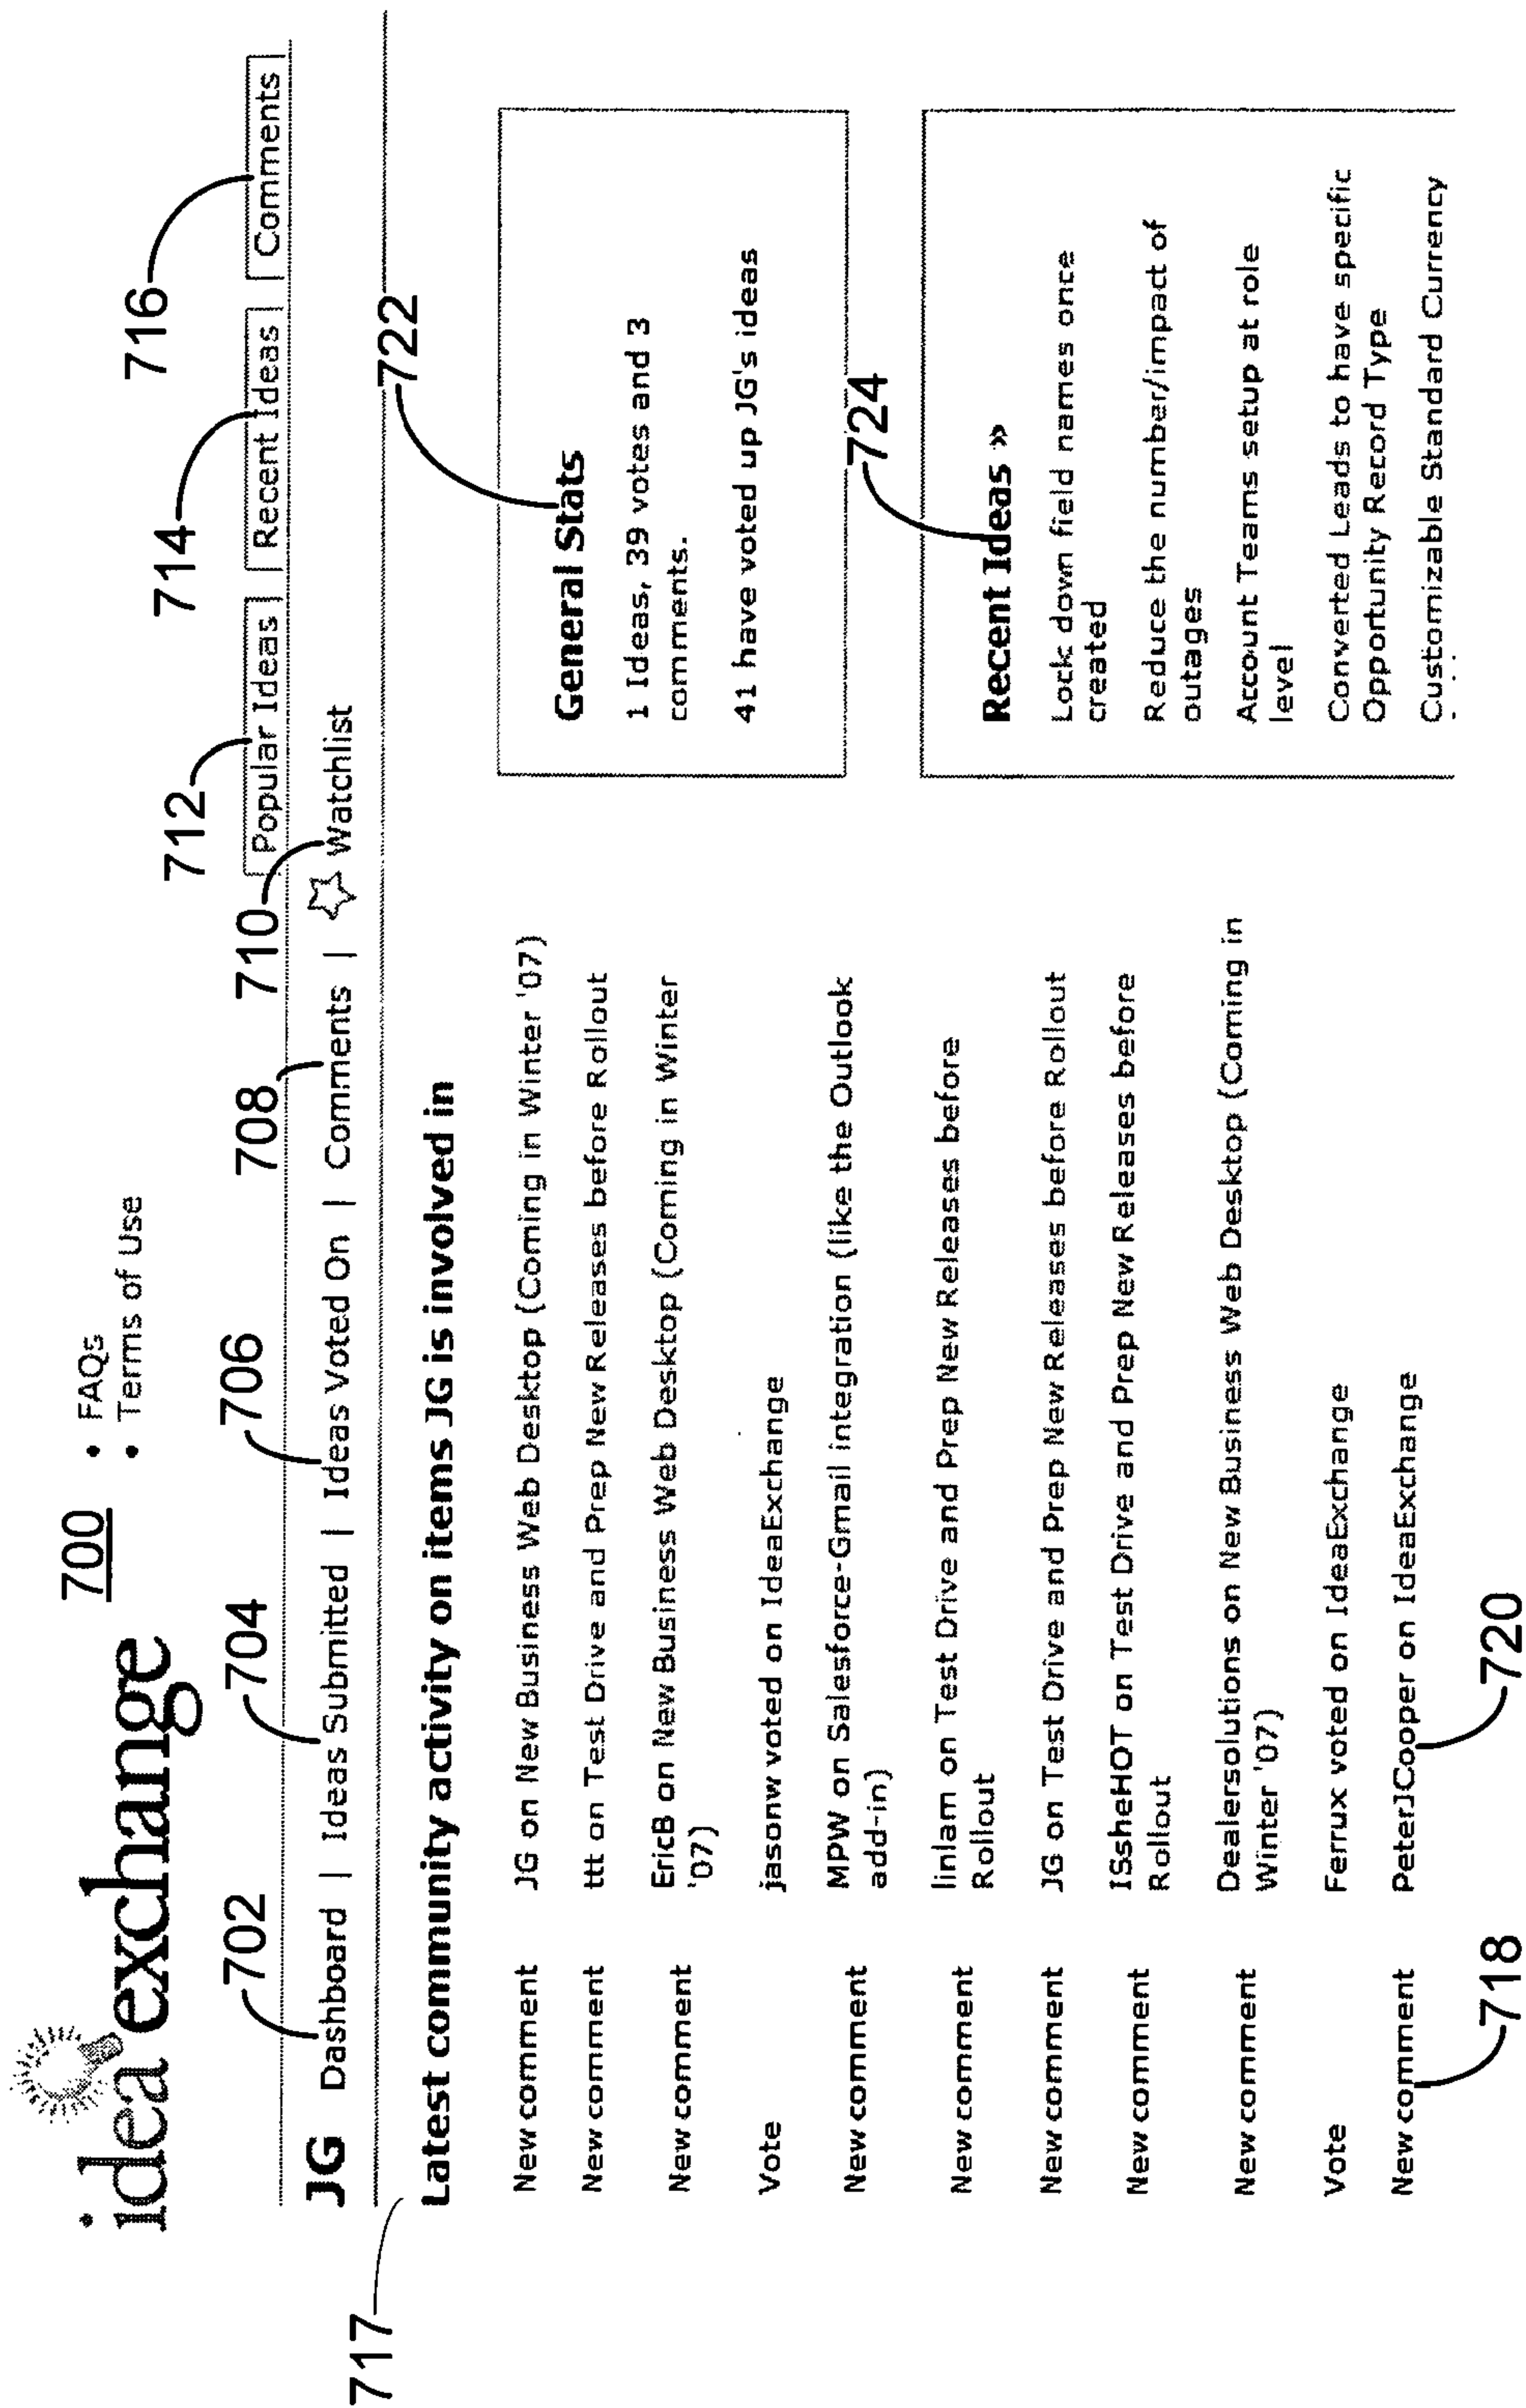 idea exchange
700
• FAQs
• Terms of Use
712
714
716
Popular Ideas | Recent Ideas | Comments
702
704
706
708
710
JG Dashboard | Ideas Submitted | Ideas Voted On | Comments | ☆ Watchlist
717
Latest community activity on items JG is involved in
New comment JG on New Business Web Desktop (Coming in Winter '07)
New comment ttt on Test Drive and Prep New Releases before Rollout
New comment EricB on New Business Web Desktop (Coming in Winter
'07)
Vote jasonw voted on IdeaExchange
New comment MPW on Salesforce-Gmail integration (like the Outlook
add-in)
New comment linlam on Test Drive and Prep New Releases before
Rollout
New comment JG on Test Drive and Prep New Releases before Rollout
New comment ISsheHOT on Test Drive and Prep New Releases before
Rollout
New comment Dealersolutions on New Business Web Desktop (Coming in
Winter '07)
Vote Ferrux voted on IdeaExchange
New comment PeterJCooper on IdeaExchange
718
720
722
General Stats
1 Ideas, 39 votes and 3
comments.
41 have voted up JG's ideas
724
Recent Ideas »
Lock down field names once
created
Reduce the number/impact of
outages
Account Teams setup at role
level
Converted Leads to have specific
Opportunity Record Type
Customizable Standard Currency